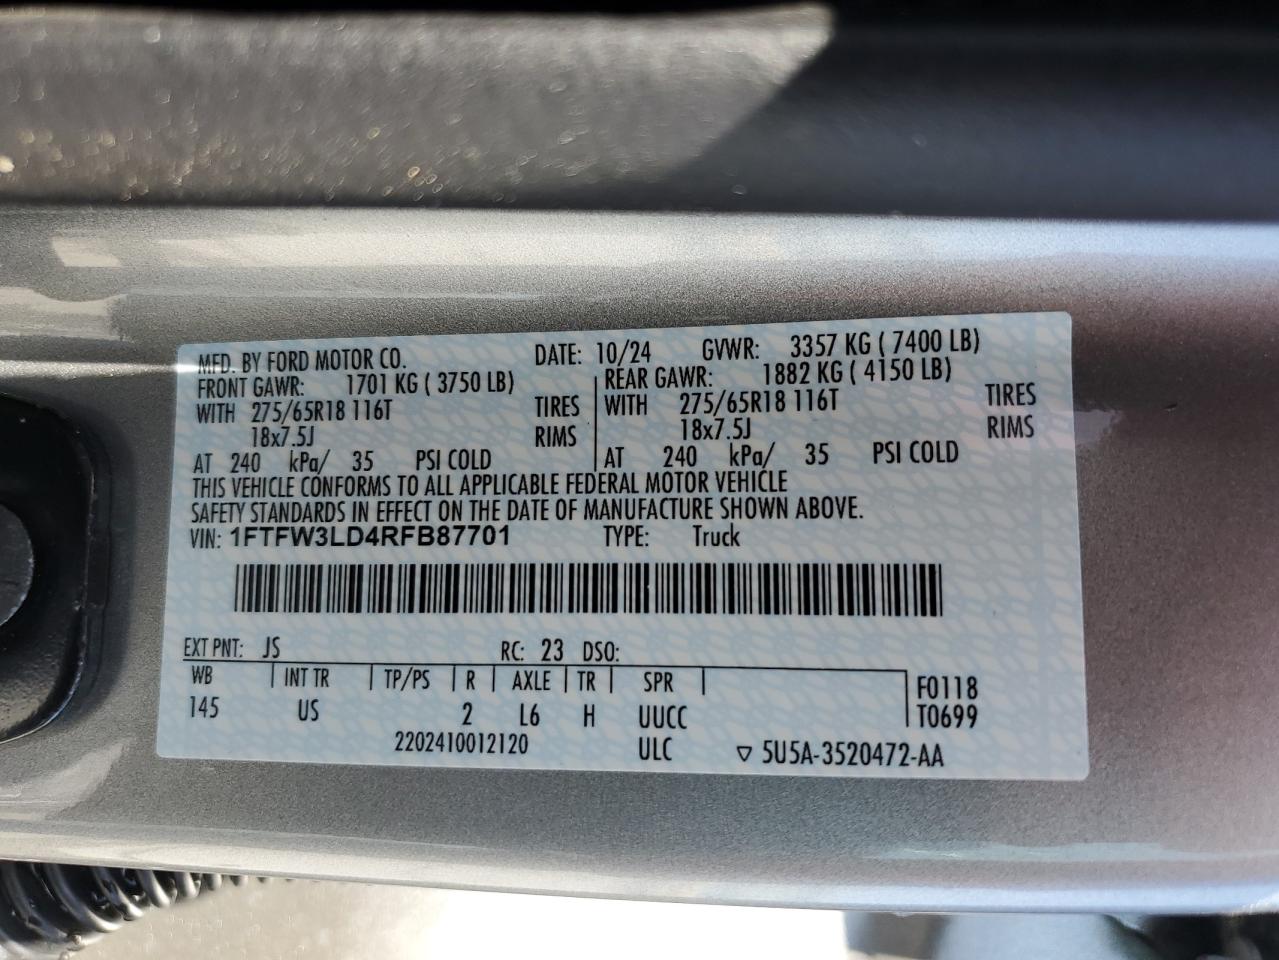 MFD. BY FORD MOTOR CO. DATE: 10/24 GVWR: 3357 KG ( 7400 LB)
FRONT GAWR: 1701 KG ( 3750 LB) REAR GAWR: 1882 KG ( 4150 LB)
WITH 275/65R18 116T TIRES WITH 275/65R18 116T TIRES
18x7.5J RIMS 18x7.5J RIMS
AT 240 kPa/ 35 PSI COLD AT 240 kPa/ 35 PSI COLD
THIS VEHICLE CONFORMS TO ALL APPLICABLE FEDERAL MOTOR VEHICLE
SAFETY STANDARDS IN EFFECT ON THE DATE OF MANUFACTURE SHOWN ABOVE.
VIN: 1FTFW3LD4RFB87701 TYPE: Truck
EXT PNT: JS RC: 23 DSO:
WB INT TR TP/PS R AXLE TR SPR F0118
145 US 2 L6 H UUCC T0699
2202410012120 ULC ▽ 5U5A-3520472-AA